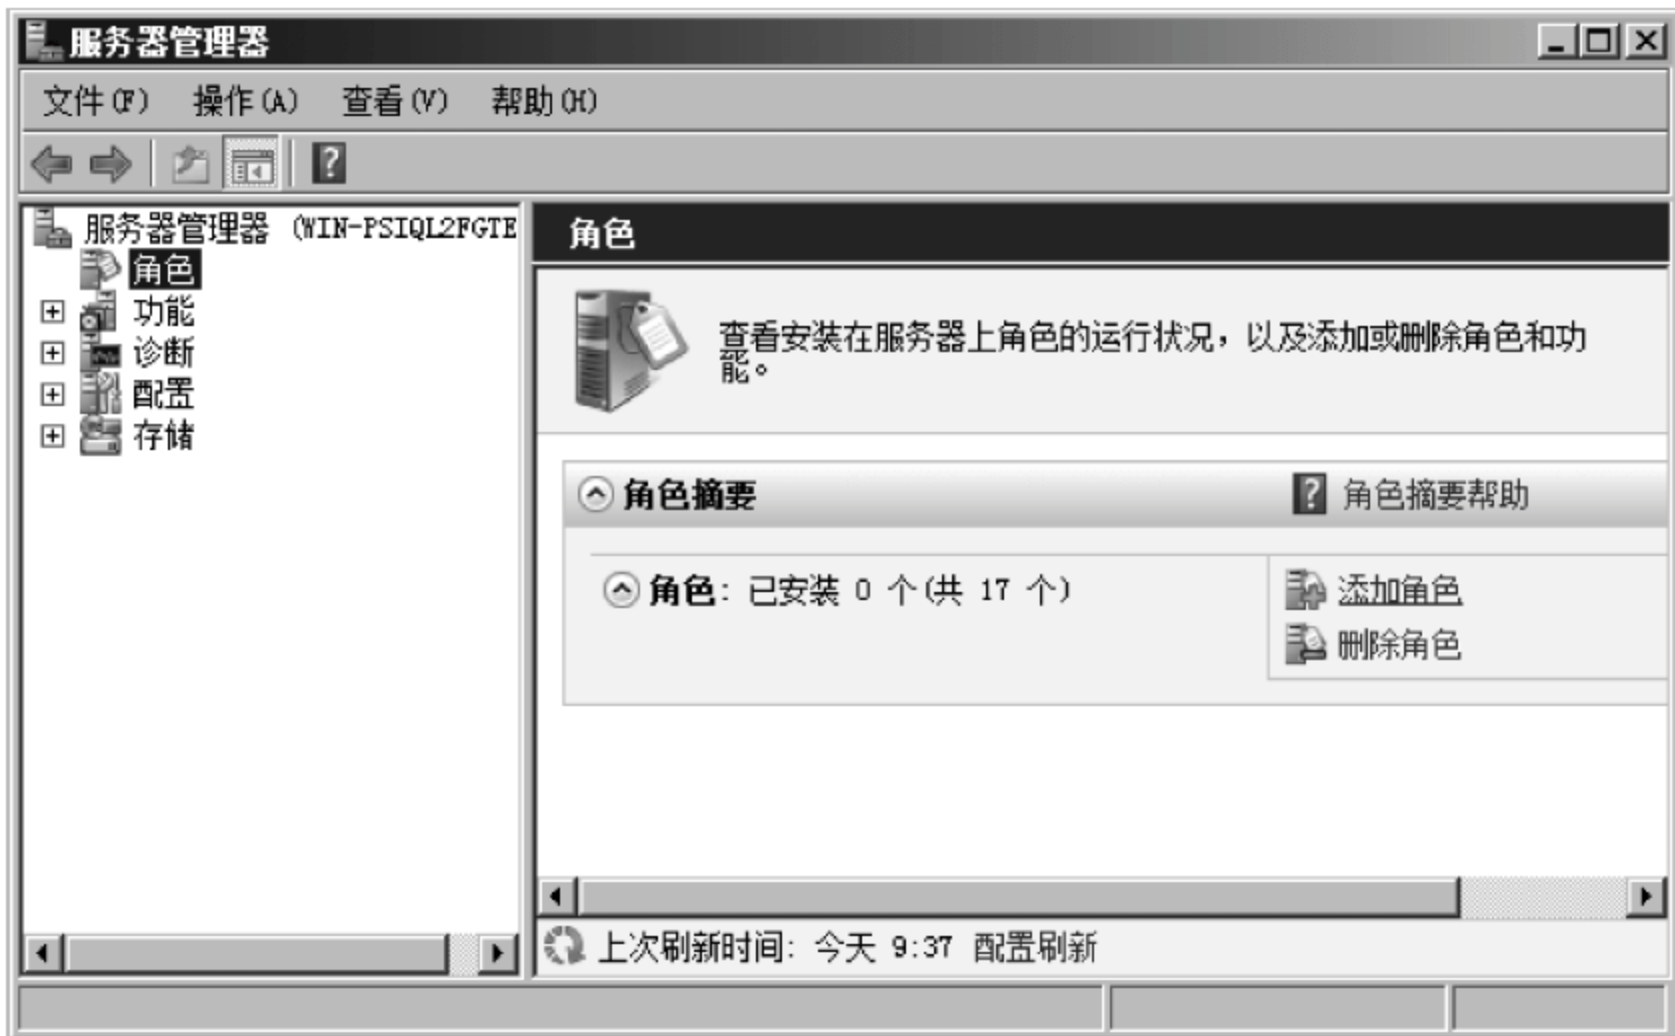 服务器管理器
文件(F) 操作(A) 查看(V) 帮助(H)
服务器管理器 (WIN-PSIQL2FGTE
角色
功能
诊断
配置
存储
角色
查看安装在服务器上角色的运行状况，以及添加或删除角色和功
能。
角色摘要
角色摘要帮助
角色: 已安装 0 个(共 17 个)
添加角色
删除角色
上次刷新时间: 今天 9:37 配置刷新